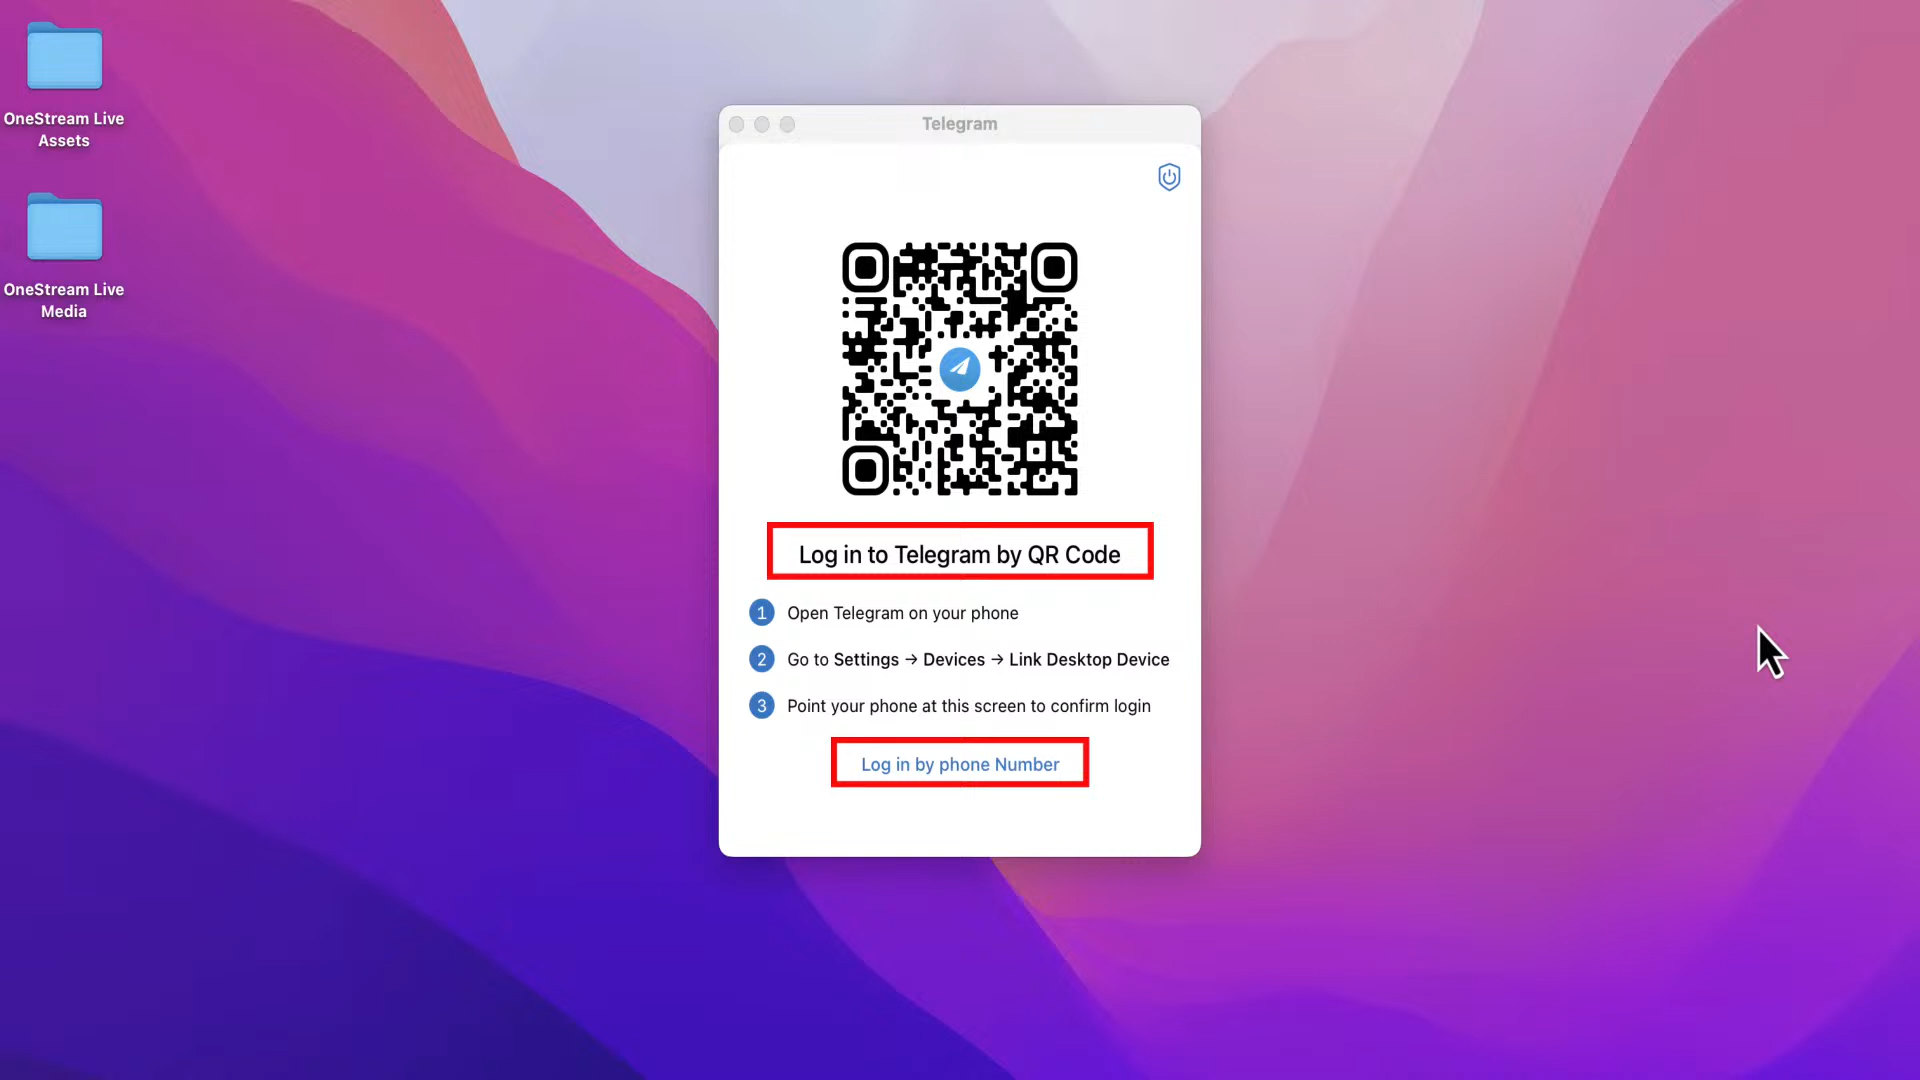 OneStream Live
Assets
OneStream Live
Media
Telegram
Log in to Telegram by QR Code
1 Open Telegram on your phone
2 Go to Settings → Devices → Link Desktop Device
3 Point your phone at this screen to confirm login
Log in by phone Number